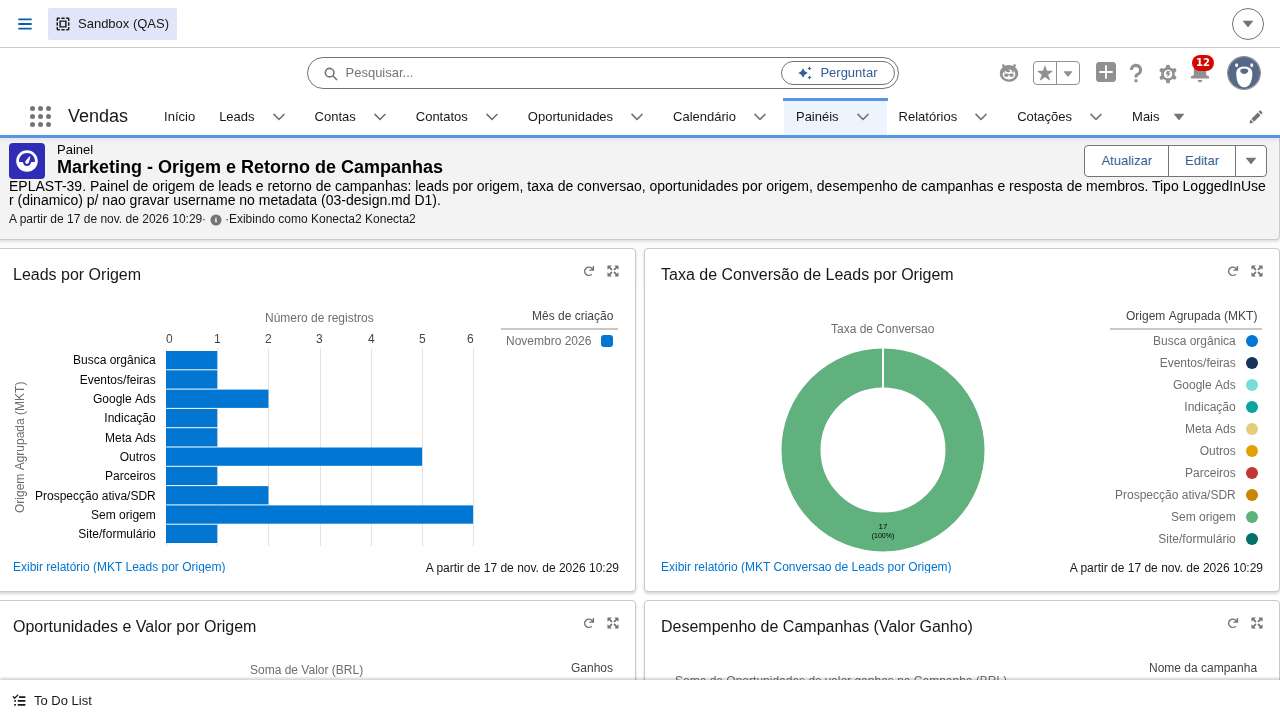 Sandbox (QAS)
Pesquisar...
Perguntar
12
Vendas
Início
Leads
Contas
Contatos
Oportunidades
Calendário
Painéis
Relatórios
Cotações
Mais
Painel
Marketing - Origem e Retorno de Campanhas
Atualizar
Editar
EPLAST-39. Painel de origem de leads e retorno de campanhas: leads por origem, taxa de conversao, oportunidades por origem, desempenho de campanhas e resposta de membros. Tipo LoggedInUse
r (dinamico) p/ nao gravar username no metadata (03-design.md D1).
A partir de 17 de nov. de 2026 10:29· ·Exibindo como Konecta2 Konecta2
Leads por Origem
Número de registros
Mês de criação
Novembro 2026
0 1 2 3 4 5 6
Origem Agrupada (MKT)
Busca orgânica
Eventos/feiras
Google Ads
Indicação
Meta Ads
Outros
Parceiros
Prospecção ativa/SDR
Sem origem
Site/formulário
Exibir relatório (MKT Leads por Origem)
A partir de 17 de nov. de 2026 10:29
Taxa de Conversão de Leads por Origem
Taxa de Conversao
17
(100%)
Origem Agrupada (MKT)
Busca orgânica
Eventos/feiras
Google Ads
Indicação
Meta Ads
Outros
Parceiros
Prospecção ativa/SDR
Sem origem
Site/formulário
Exibir relatório (MKT Conversao de Leads por Origem)
A partir de 17 de nov. de 2026 10:29
Oportunidades e Valor por Origem
Soma de Valor (BRL)
Ganhos
Desempenho de Campanhas (Valor Ganho)
Nome da campanha
Soma de Oportunidades de valor ganhas na Campanha (BRL)
To Do List